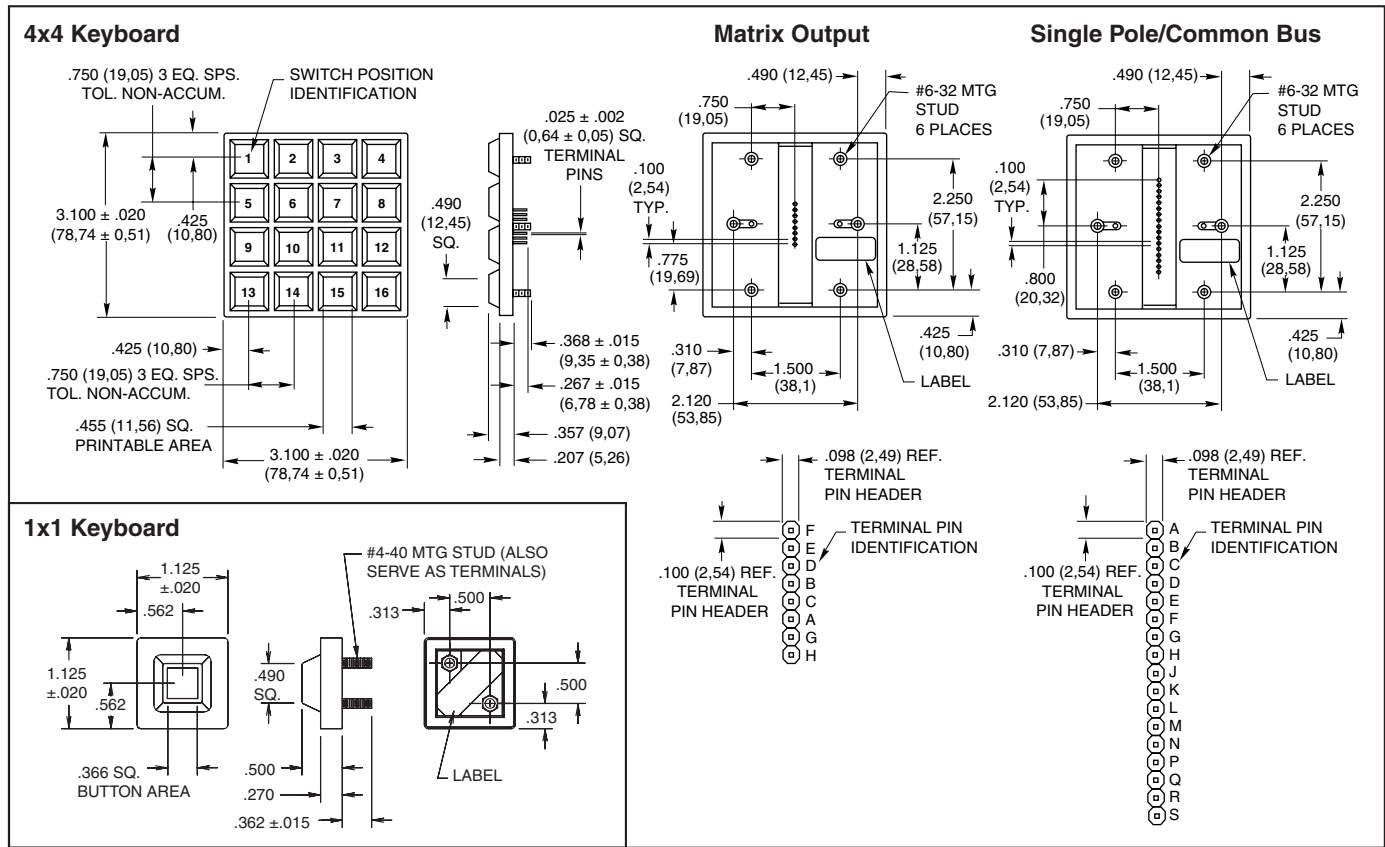 4x4 Keyboard
.750 (19,05) 3 EQ. SPS.
TOL. NON-ACCUM.
SWITCH POSITION
IDENTIFICATION
1 2 3 4
5 6 7 8
9 10 11 12
13 14 15 16
3.100 ± .020
(78,74 ± 0,51)
.425
(10,80)
.425 (10,80)
.750 (19,05) 3 EQ. SPS.
TOL. NON-ACCUM.
.455 (11,56) SQ.
PRINTABLE AREA
3.100 ± .020
(78,74 ± 0,51)
.025 ± .002
(0,64 ± 0,05) SQ.
TERMINAL
PINS
.490
(12,45)
SQ.
.368 ± .015
(9,35 ± 0,38)
.267 ± .015
(6,78 ± 0,38)
.357 (9,07)
.207 (5,26)
Matrix Output
.490 (12,45)
.750
(19,05)
#6-32 MTG
STUD
6 PLACES
.100
(2,54)
TYP.
2.250
(57,15)
1.125
(28,58)
.775
(19,69)
.425
(10,80)
.310
(7,87)
1.500
(38,1)
LABEL
2.120
(53,85)
.098 (2,49) REF.
TERMINAL
PIN HEADER
TERMINAL PIN
IDENTIFICATION
.100 (2,54) REF.
TERMINAL
PIN HEADER
F
E
D
B
C
A
G
H
Single Pole/Common Bus
.490 (12,45)
.750
(19,05)
#6-32 MTG
STUD
6 PLACES
.100
(2,54)
TYP.
2.250
(57,15)
1.125
(28,58)
.800
(20,32)
.425
(10,80)
.310 (7,87)
1.500
(38,1)
LABEL
2.120 (53,85)
.098 (2,49) REF.
TERMINAL
PIN HEADER
TERMINAL PIN
IDENTIFICATION
.100 (2,54) REF.
TERMINAL
PIN HEADER
A
B
C
D
E
F
G
H
J
K
L
M
N
P
Q
R
S
1x1 Keyboard
1.125
±.020
.562
1.125
±.020
.562
.366 SQ.
BUTTON AREA
#4-40 MTG STUD (ALSO
SERVE AS TERMINALS)
.490
SQ.
.500
.270
.362 ±.015
.313
.500
.500
.313
LABEL